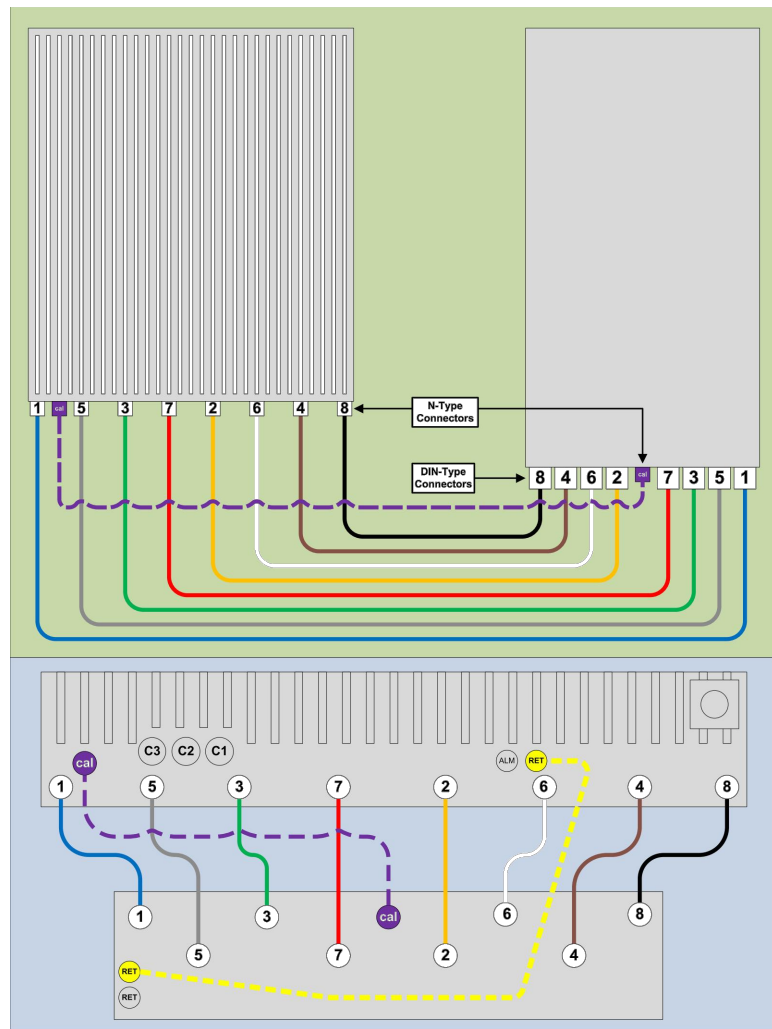 1 cal 5 3 7 2 6 4 8
N-Type
Connectors
DIN-Type
Connectors
8 4 6 2 cal 7 3 5 1
C3 C2 C1
ALM RET
cal
1 5 3 7 2 6 4 8
1 3 cal 6 8
5 7 2 4
RET
RET